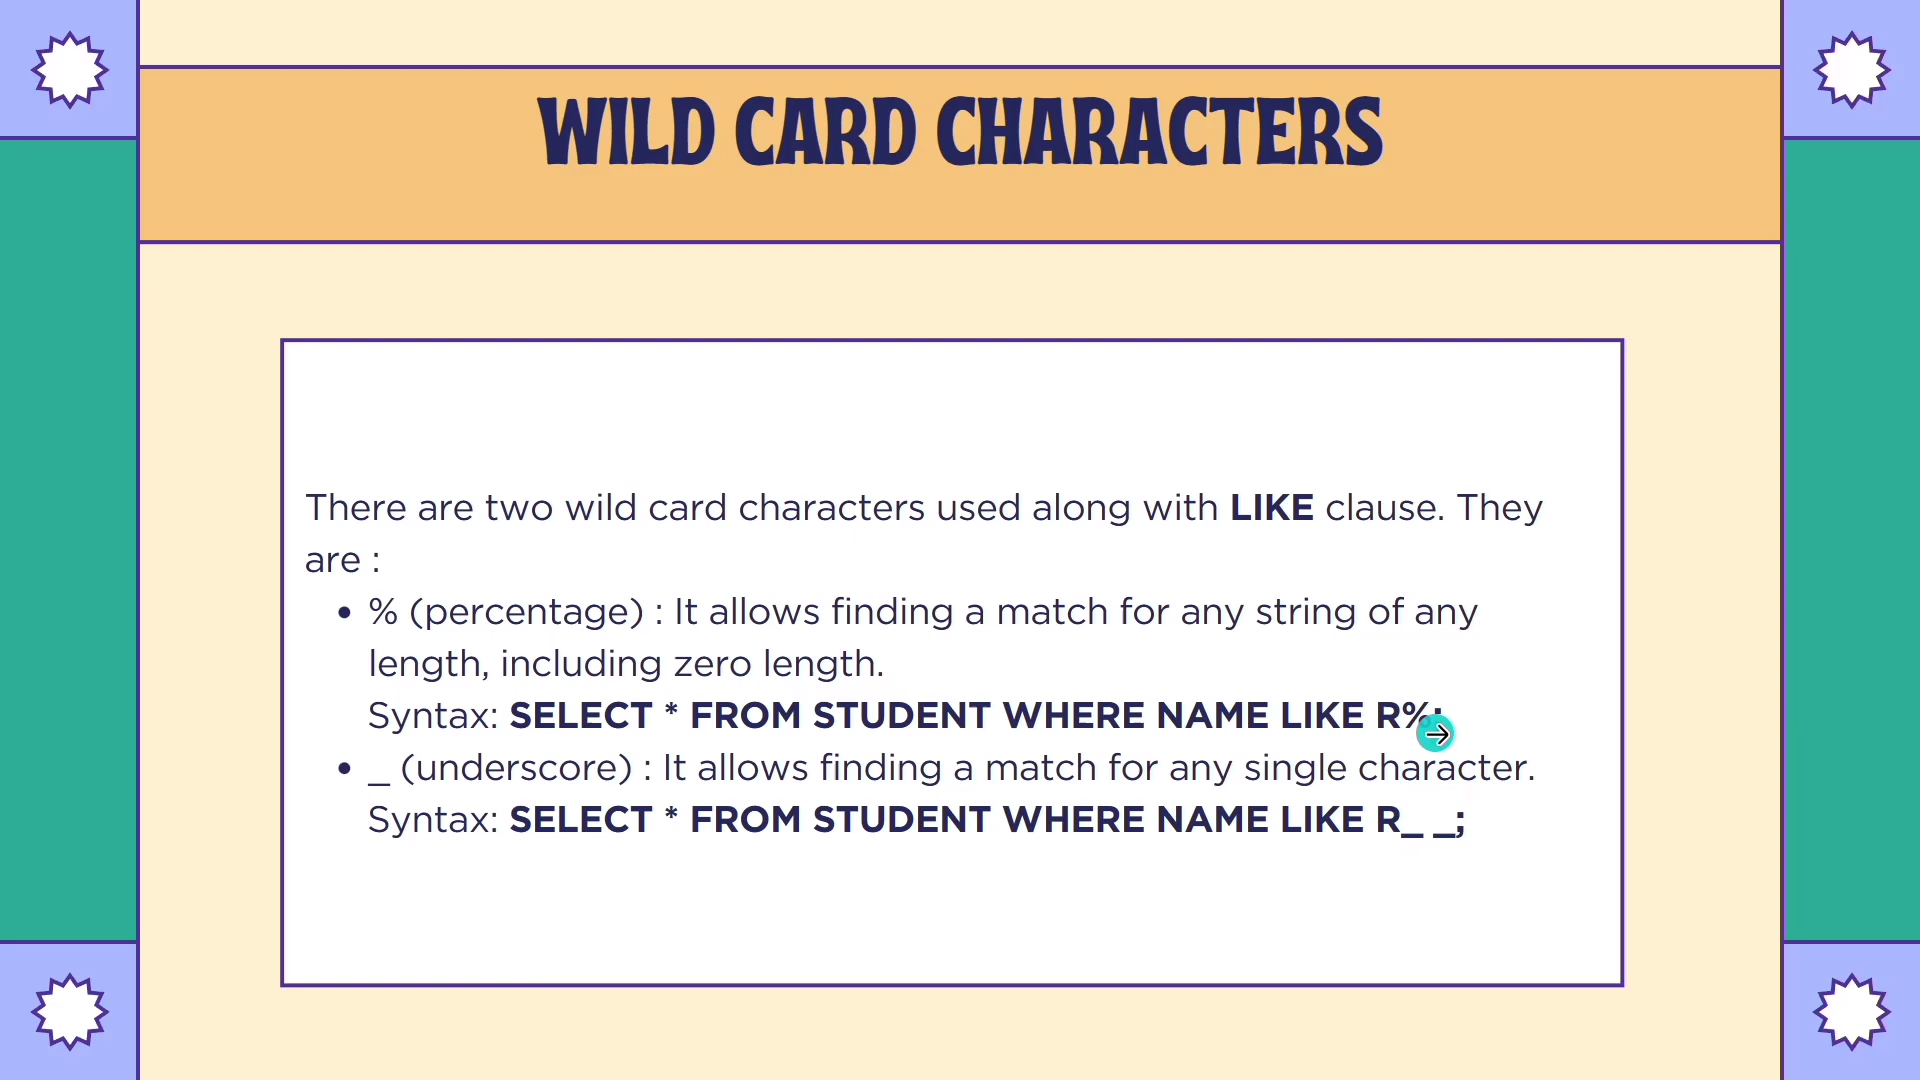 WILD CARD CHARACTERS
There are two wild card characters used along with LIKE clause. They
are :
• % (percentage) : It allows finding a match for any string of any
length, including zero length.
Syntax: SELECT * FROM STUDENT WHERE NAME LIKE R%;
• _ (underscore) : It allows finding a match for any single character.
Syntax: SELECT * FROM STUDENT WHERE NAME LIKE R_ _;